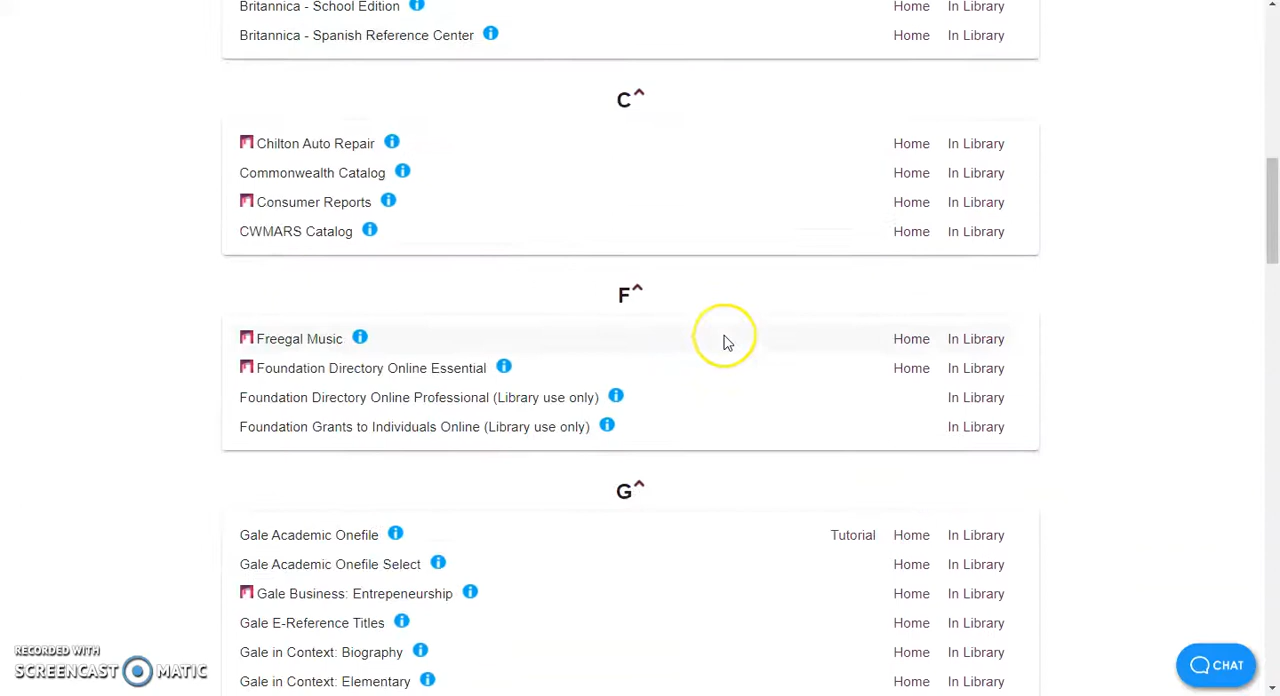 Britannica - School Edition Home In Library
Britannica - Spanish Reference Center Home In Library
C^
Chilton Auto Repair Home In Library
Commonwealth Catalog Home In Library
Consumer Reports Home In Library
CWMARS Catalog Home In Library
F^
Freegal Music Home In Library
Foundation Directory Online Essential Home In Library
Foundation Directory Online Professional (Library use only) In Library
Foundation Grants to Individuals Online (Library use only) In Library
G^
Gale Academic Onefile Tutorial Home In Library
Gale Academic Onefile Select Home In Library
Gale Business: Entrepeneurship Home In Library
Gale E-Reference Titles Home In Library
Gale in Context: Biography Home In Library
Gale in Context: Elementary Home In Library
RECORDED WITH
SCREENCAST MATIC
CHAT